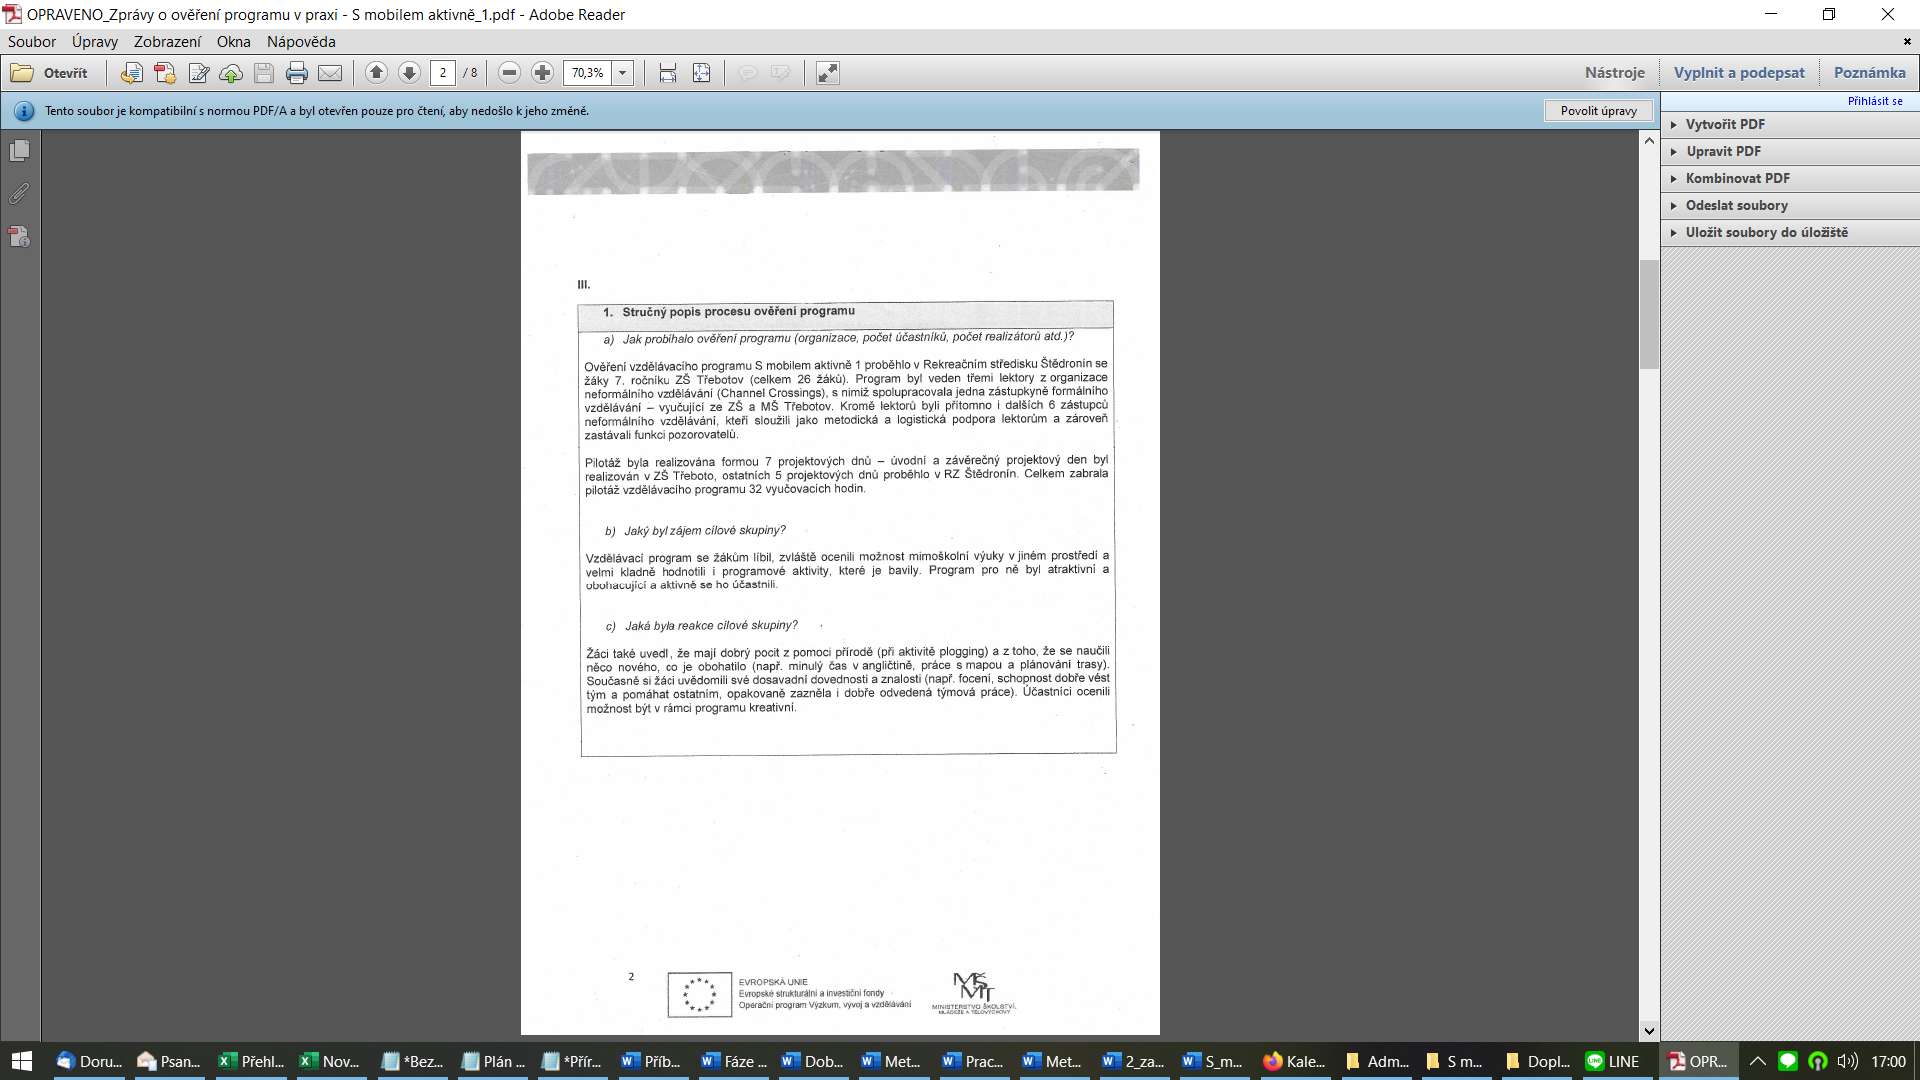 OPRAVENO_Zprávy o ověření programu v praxi - S mobilem aktivně_1.pdf - Adobe Reader
Soubor Úpravy Zobrazení Okna Nápověda
Otevřít 2 / 8 70,3% Nástroje Vyplnit a podepsat Poznámka
Tento soubor je kompatibilní s normou PDF/A a byl otevřen pouze pro čtení, aby nedošlo k jeho změně. Povolit úpravy
Přihlásit se
Vytvořit PDF
Upravit PDF
Kombinovat PDF
Odeslat soubory
Uložit soubory do úložiště
III.
1. Stručný popis procesu ověření programu
a) Jak probíhalo ověření programu (organizace, počet účastníků, počet realizátorů atd.)?
Ověření vzdělávacího programu S mobilem aktivně 1 proběhlo v Rekreačním středisku Štědronín se
žáky 7. ročníku ZŠ Třebotov (celkem 26 žáků). Program byl veden třemi lektory z organizace
neformálního vzdělávání (Channel Crossings), s nimiž spolupracovala jedna zástupkyně formálního
vzdělávání – vyučující ze ZŠ a MŠ Třebotov. Kromě lektorů byli přítomno i dalších 6 zástupců
neformálního vzdělávání, kteří sloužili jako metodická a logistická podpora lektorům a zároveň
zastávali funkci pozorovatelů.
Pilotáž byla realizována formou 7 projektových dnů – úvodní a závěrečný projektový den byl
realizován v ZŠ Třeboto, ostatních 5 projektových dnů proběhlo v RZ Štědronín. Celkem zabrala
pilotáž vzdělávacího programu 32 vyučovacích hodin.
b) Jaký byl zájem cílové skupiny?
Vzdělávací program se žákům líbil, zvláště ocenili možnost mimoškolní výuky v jiném prostředí a
velmi kladně hodnotili i programové aktivity, které je bavily. Program pro ně byl atraktivní a
obohacující a aktivně se ho účastnili.
c) Jaká byla reakce cílové skupiny?
Žáci také uvedl, že mají dobrý pocit z pomoci přírodě (při aktivitě plogging) a z toho, že se naučili
něco nového, co je obohatilo (např. minulý čas v angličtině, práce s mapou a plánování trasy).
Současně si žáci uvědomili své dosavadní dovednosti a znalosti (např. focení, schopnost dobře vést
tým a pomáhat ostatním, opakovaně zazněla i dobře odvedená týmová práce). Účastníci ocenili
možnost být v rámci programu kreativní.
2
EVROPSKÁ UNIE
Evropské strukturální a investiční fondy
Operační program Výzkum, vývoj a vzdělávání
MŠMT
MINISTERSTVO ŠKOLSTVÍ,
MLÁDEŽE A TĚLOVÝCHOVY
Doru... Psan... Přehl... Nov... *Bez... Plán ... *Přír... Příb... Fáze ... Dob... Met... Prac... Met... 2_za... S_m... Kale... Adm... S m... Dopl... LINE OPR... 17:00